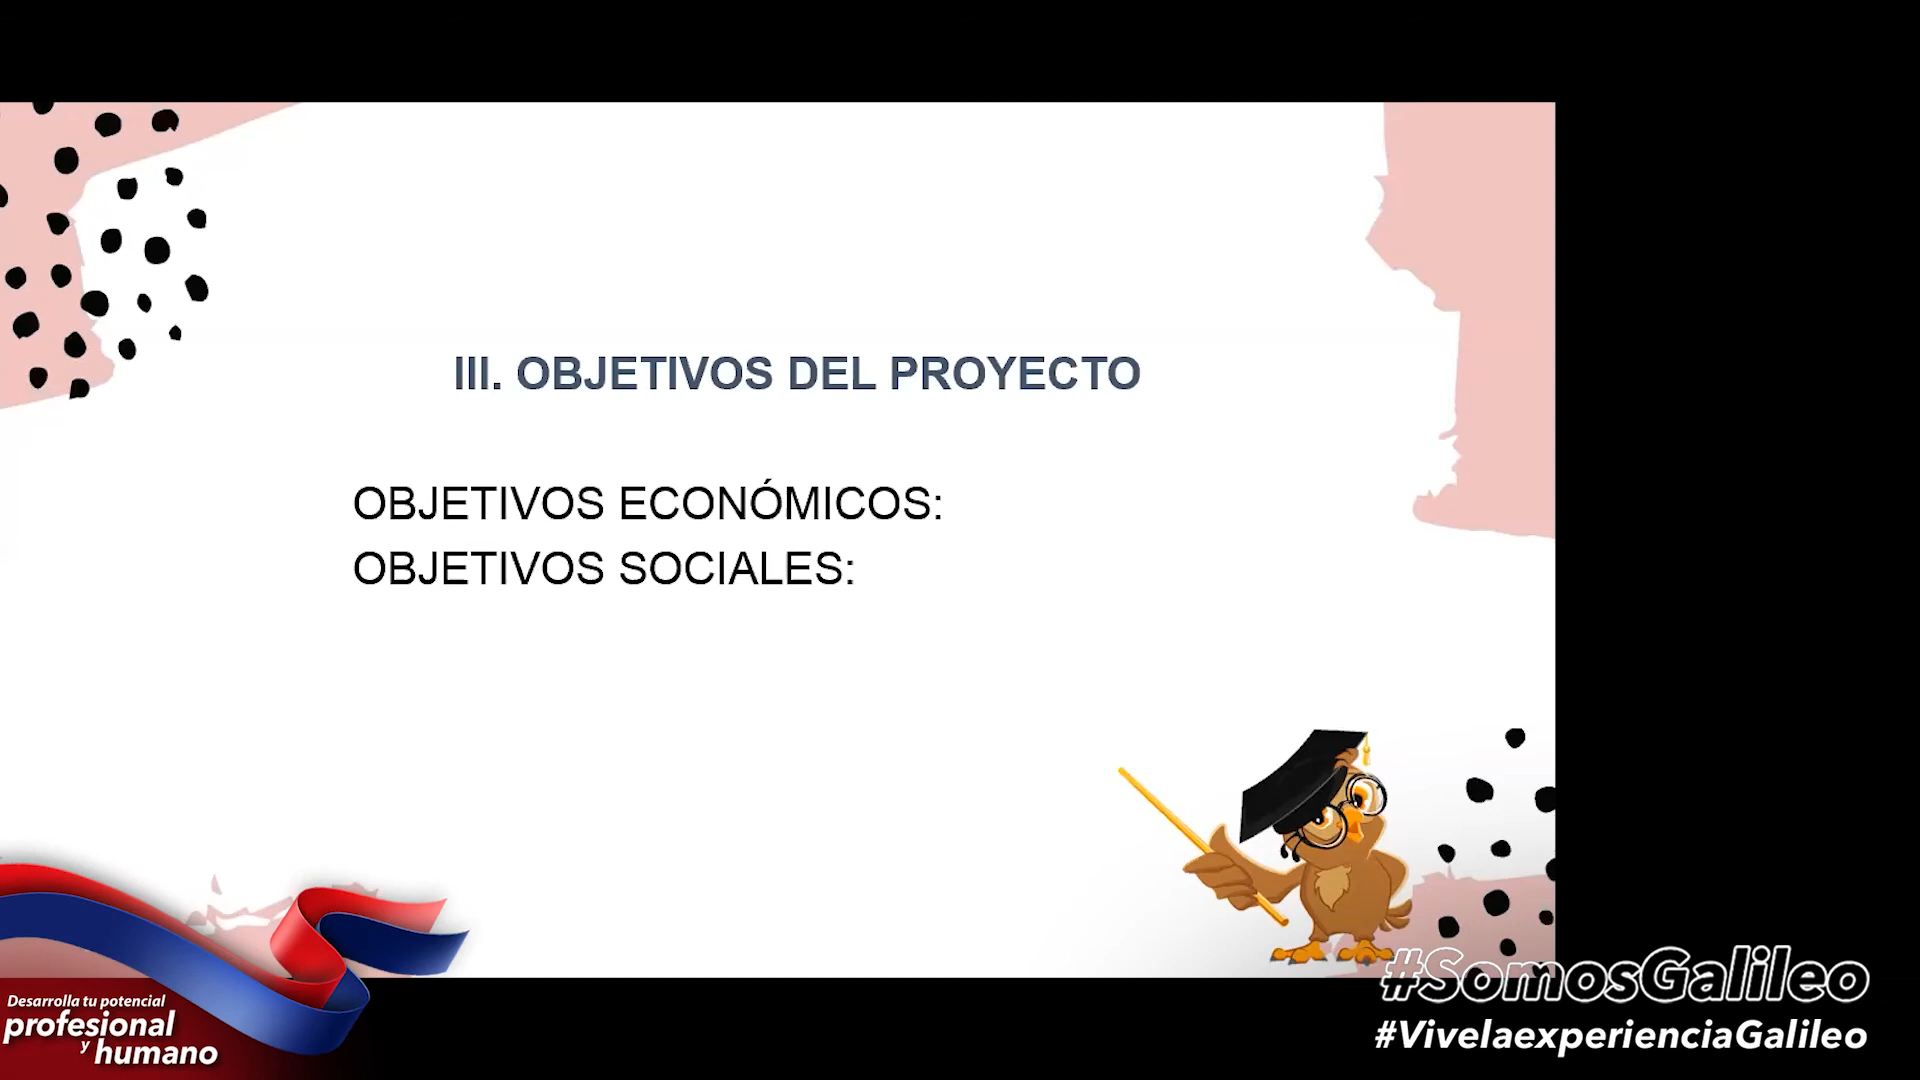 III. OBJETIVOS DEL PROYECTO
OBJETIVOS ECONÓMICOS:
OBJETIVOS SOCIALES:
Desarrolla tu potencial
profesional
y humano
#SomosGalileo
#VivelaexperienciaGalileo